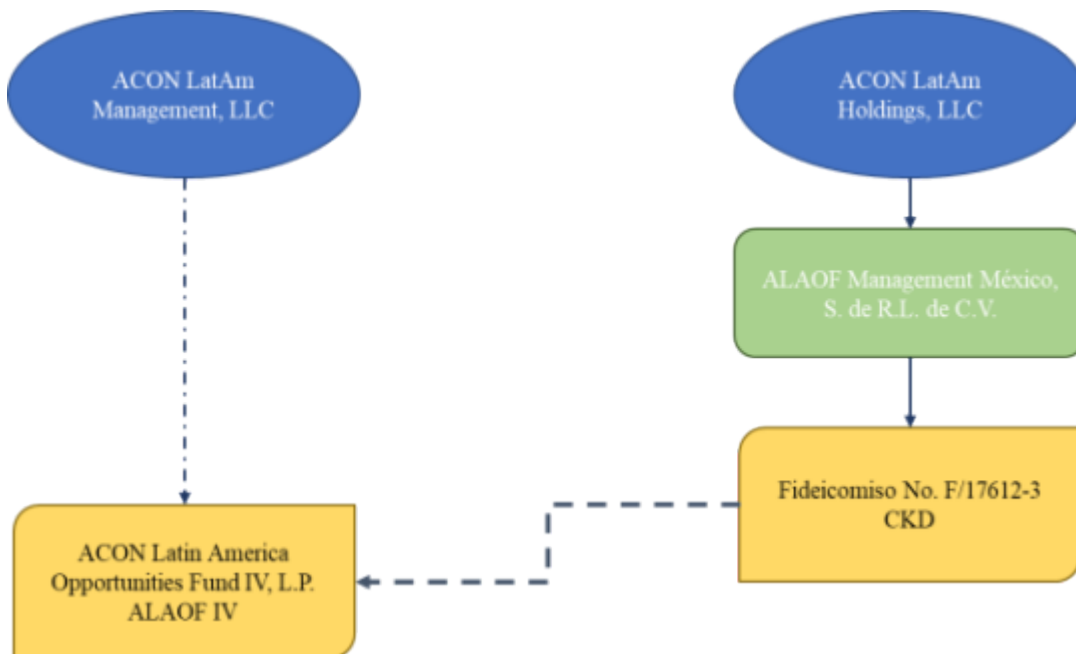 ACON LatAm
Management, LLC
ACON LatAm
Holdings, LLC
ALAOF Management México,
S. de R.L. de C.V.
Fideicomiso No. F/17612-3
CKD
ACON Latin America
Opportunities Fund IV, L.P.
ALAOF IV